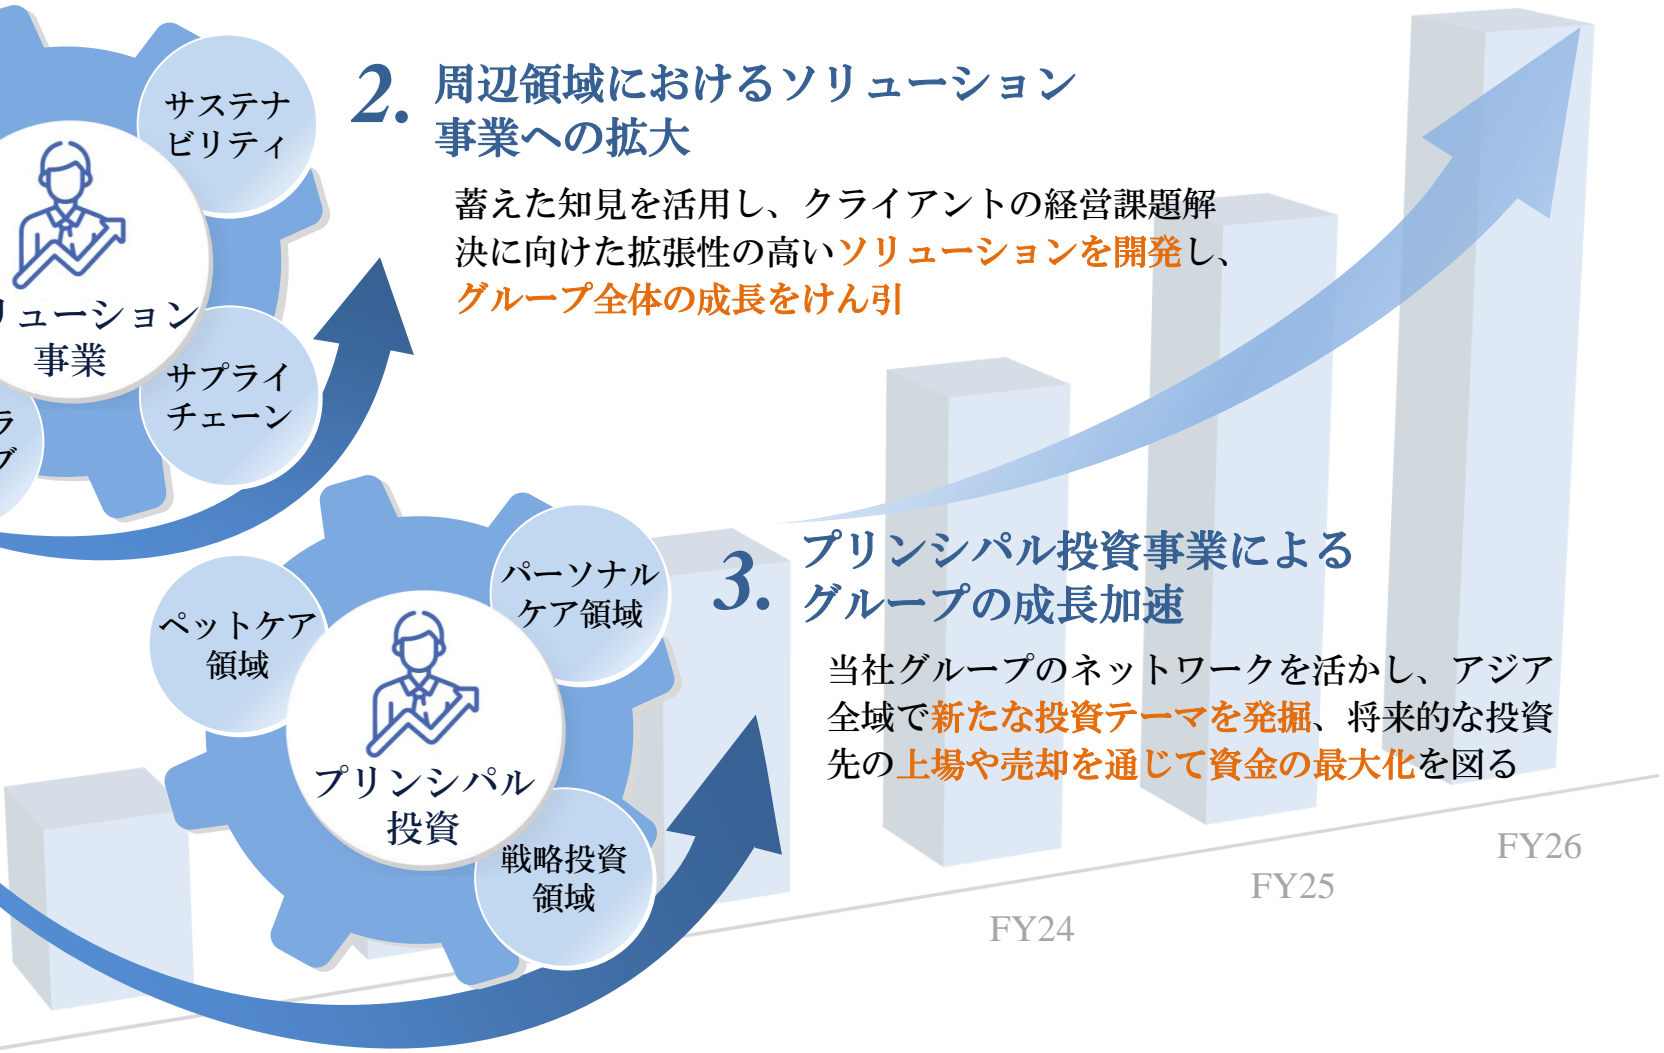 サステナ
ビリティ
リューション
事業
サプライ
チェーン
ラ
ブ
2.
周辺領域におけるソリューション
事業への拡大
蓄えた知見を活用し、クライアントの経営課題解
決に向けた拡張性の高いソリューションを開発し、
グループ全体の成長をけん引
ペットケア
領域
パーソナル
ケア領域
プリンシパル
投資
戦略投資
領域
3.
プリンシパル投資事業による
グループの成長加速
当社グループのネットワークを活かし、アジア
全域で新たな投資テーマを発掘、将来的な投資
先の上場や売却を通じて資金の最大化を図る
FY24
FY25
FY26